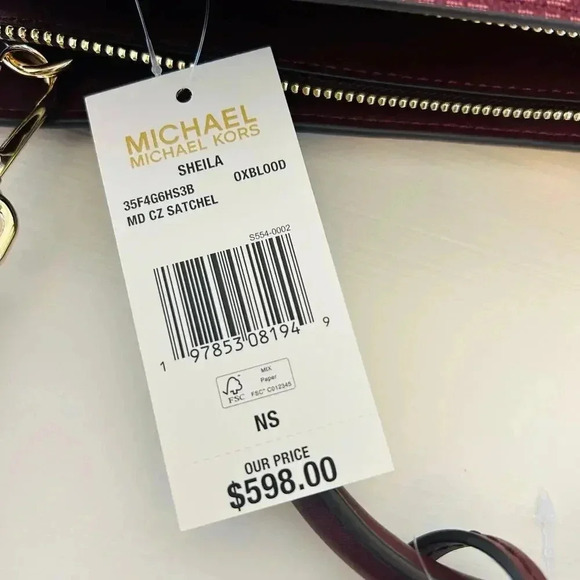 MICHAEL
MICHAEL KORS
SHEILA
35F4G6HS3B OXBLOOD
MD CZ SATCHEL
S554-0002
1 97853 08194 9
FSC
MIX
Paper
FSC® C012345
NS
OUR PRICE
$598.00